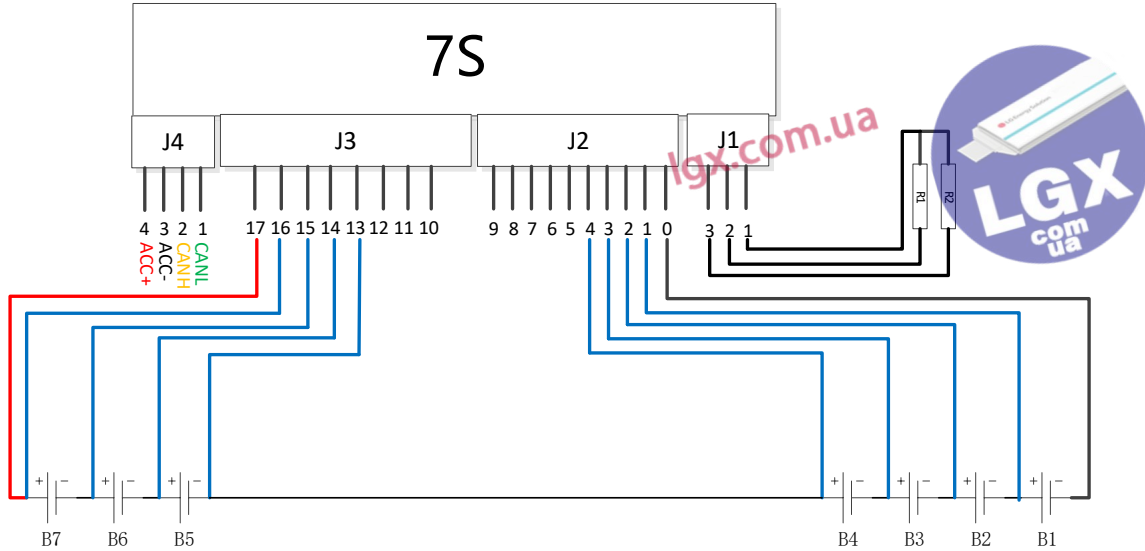 7S
J4
J3
J2
J1
lgx.com.ua
LGX
com
ua
R1
R2
4 3 2 1
17 16 15 14 13 12 11 10
9 8 7 6 5 4 3 2 1 0
3 2 1
ACC+
ACC-
CANH
CANL
+ − + − + − + − + − + − + −
B7 B6 B5 B4 B3 B2 B1